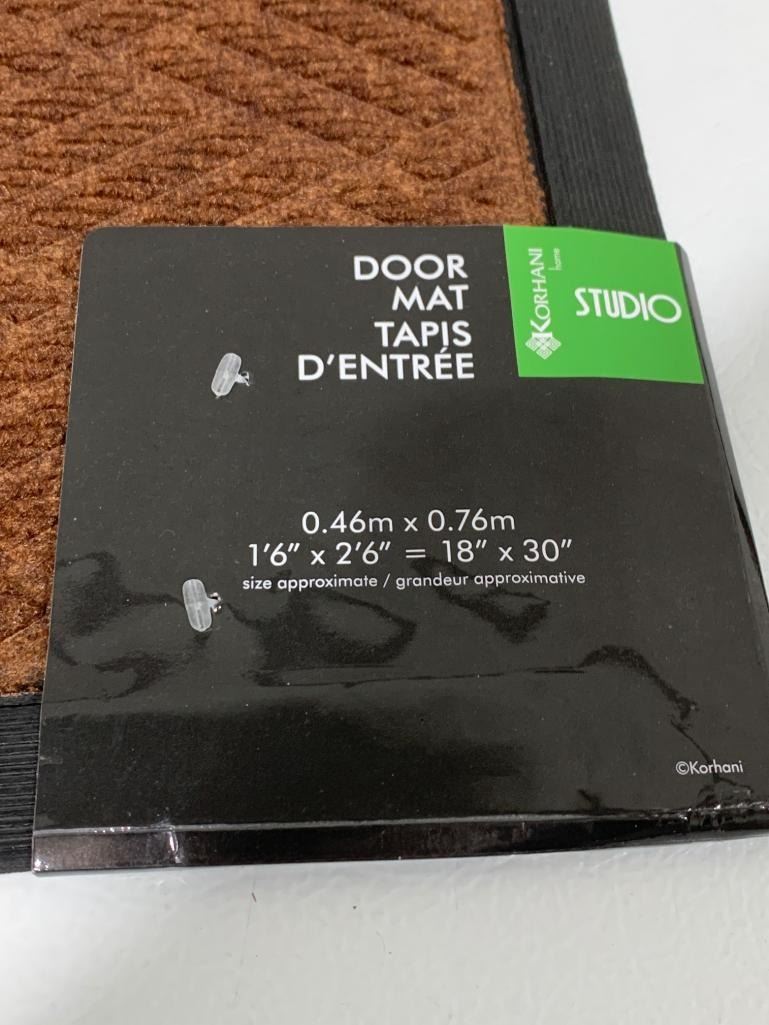 DOOR
MAT
TAPIS
D'ENTRÉE
KORHANI
home
STUDIO
0.46m x 0.76m
1'6" x 2'6" = 18" x 30"
size approximate / grandeur approximative
©Korhani